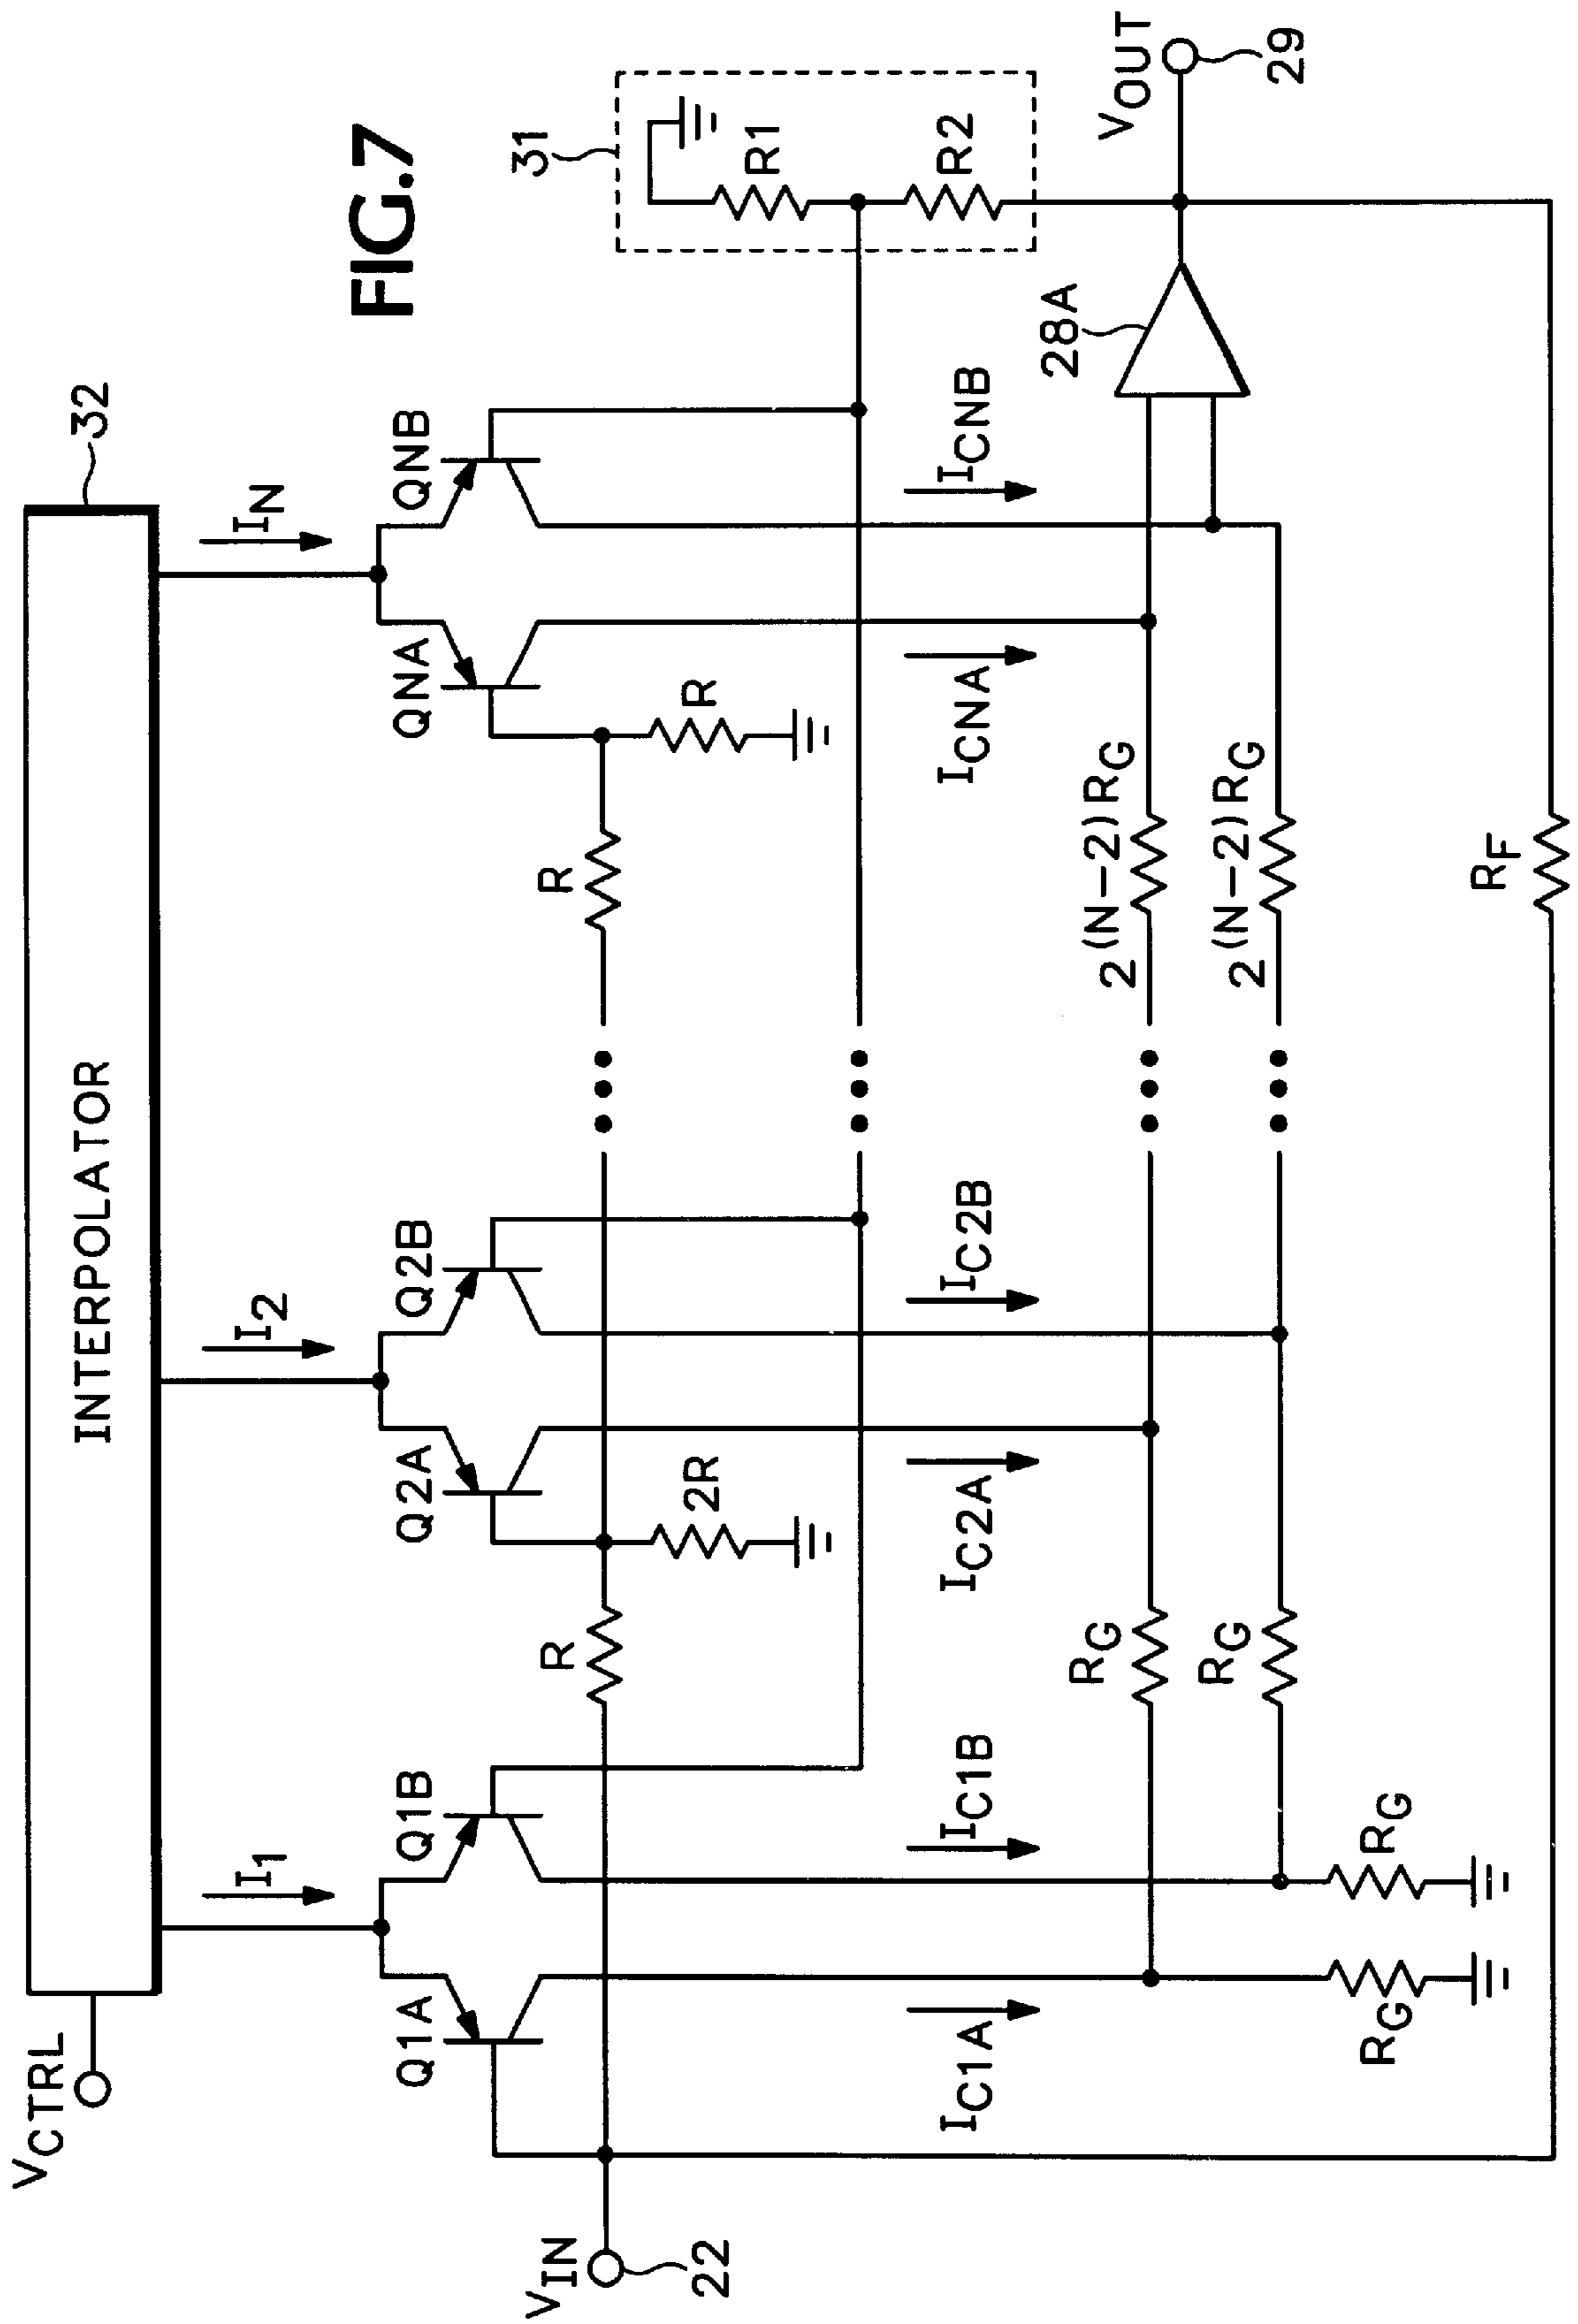 FIG.7
INTERPOLATOR
32
VCTRL
I1
I2
IN
Q1A
Q1B
Q2A
Q2B
QNA
QNB
31
R1
R2
R
2R
R
R
VIN
22
IC1A
IC1B
IC2A
IC2B
ICNA
ICNB
28A
VOUT
29
RG
RG
2(N-2)RG
2(N-2)RG
RG
RG
RF